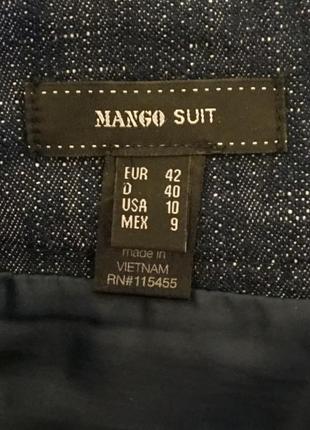 MANGO SUIT
EUR 42
D 40
USA 10
MEX 9
made in
VIETNAM
RN#115455